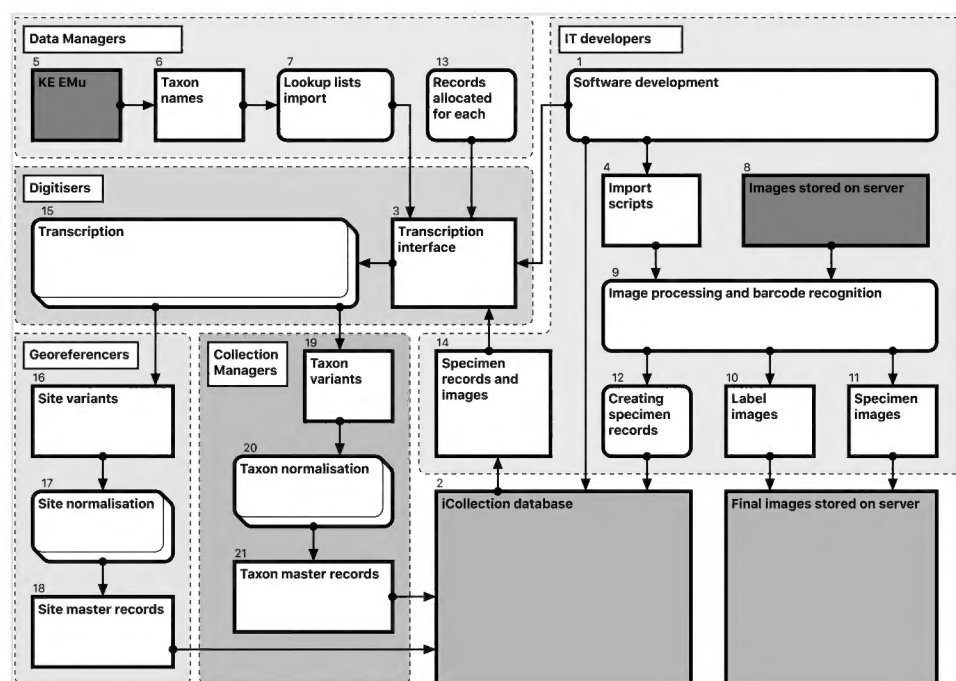 Data Managers
IT developers
5
KE EMu
6
Taxon
names
7
Lookup lists
import
13
Records
allocated
for each
1
Software development
Digitisers
15
Transcription
3
Transcription
interface
4
Import
scripts
8
Images stored on server
9
Image processing and barcode recognition
Georeferencers
16
Site variants
17
Site normalisation
18
Site master records
Collection
Managers
19
Taxon
variants
20
Taxon normalisation
21
Taxon master records
14
Specimen
records and
images
12
Creating
specimen
records
10
Label
images
11
Specimen
images
2
iCollection database
Final images stored on server